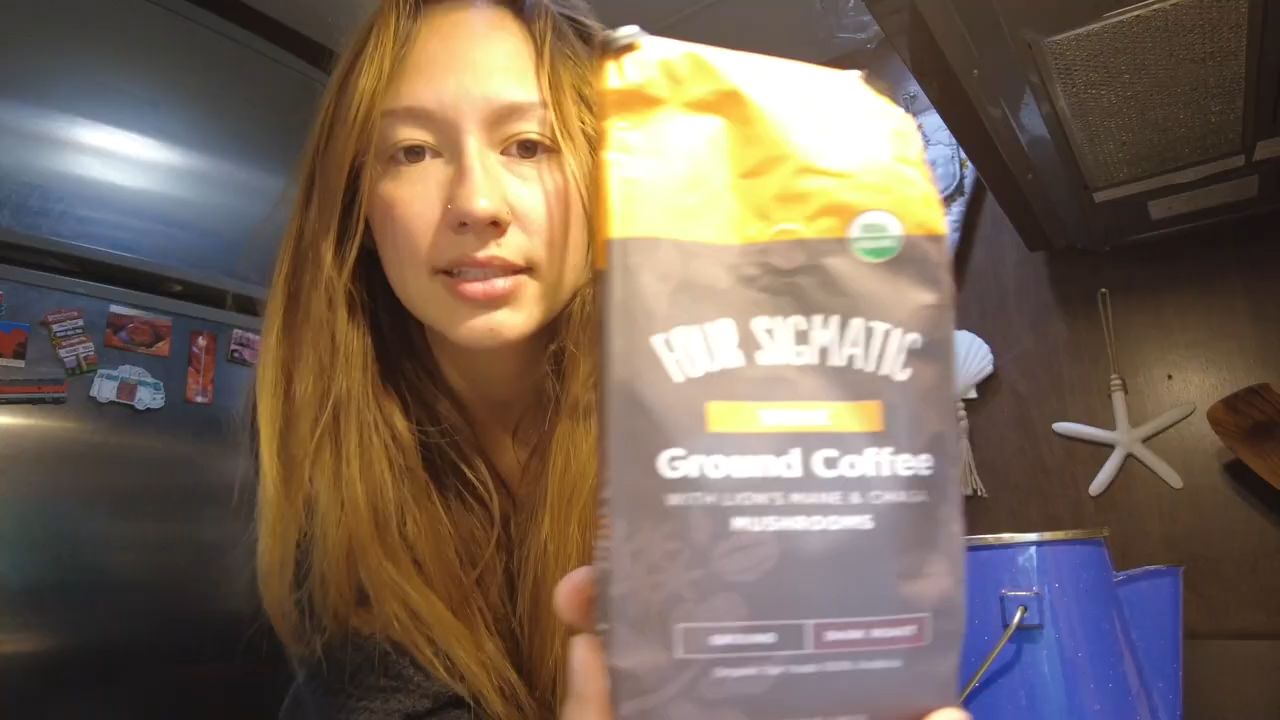 FOUR SIGMATIC
Ground Coffee
WITH LION'S MANE & CHAGA
MUSHROOMS
GROUND
DARK ROAST